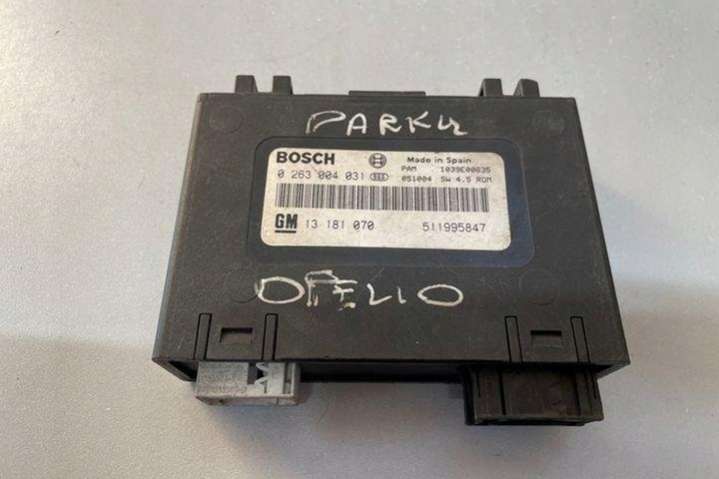 PARKU
BOSCH Made in Spain
0 263 004 031 PAM 1039E00835
051004 SW 4.5 ROM
GM 13 181 070 511995847
OPELIO